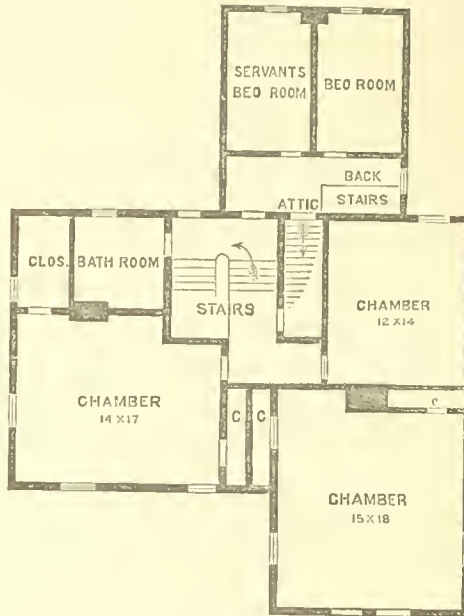 SERVANTS
BED ROOM
BED ROOM
BACK
STAIRS
ATTIC
CLOS.
BATH ROOM
STAIRS
CHAMBER
12 X 14
CHAMBER
14 X 17
C
C
C
CHAMBER
15 X 18